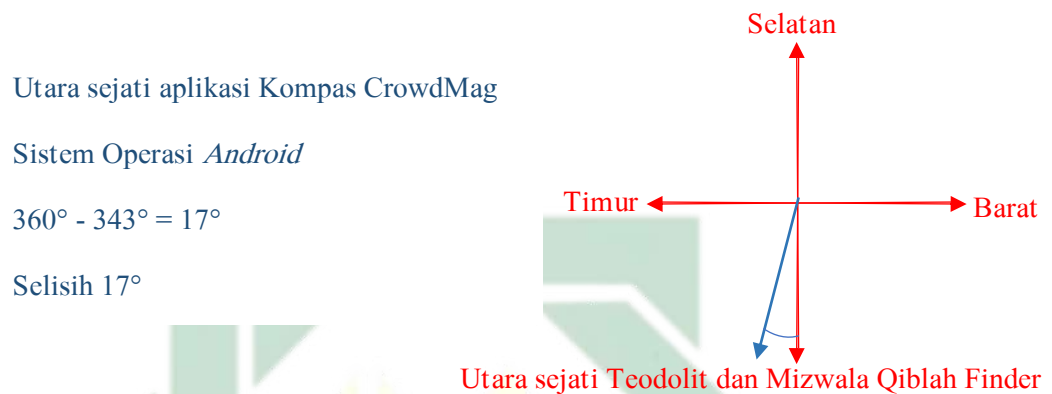 Selatan
Utara sejati aplikasi Kompas CrowdMag
Sistem Operasi Android
360° - 343° = 17°
Selisih 17°
Timur
Barat
Utara sejati Teodolit dan Mizwala Qiblah Finder